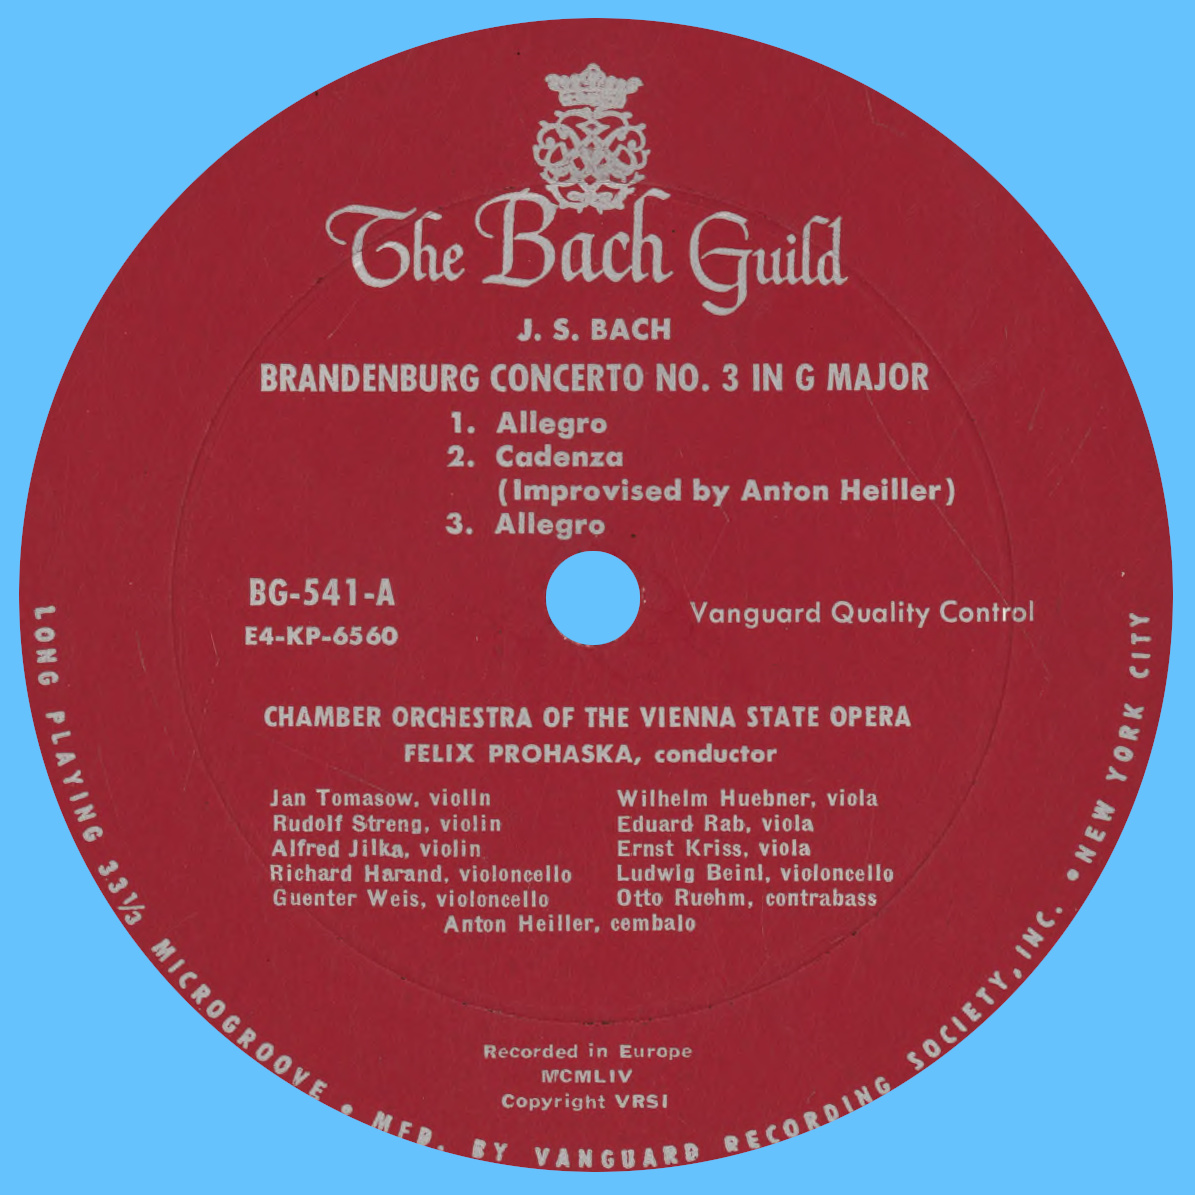 The Bach Guild
J. S. BACH
BRANDENBURG CONCERTO NO. 3 IN G MAJOR
1. Allegro
2. Cadenza
(Improvised by Anton Heiller)
3. Allegro
BG-541-A
E4-KP-6560
Vanguard Quality Control
CHAMBER ORCHESTRA OF THE VIENNA STATE OPERA
FELIX PROHASKA, conductor
Jan Tomasow, violin
Rudolf Streng, violin
Alfred Jilka, violin
Richard Harand, violoncello
Guenter Weis, violoncello
Wilhelm Huebner, viola
Eduard Rab, viola
Ernst Kriss, viola
Ludwig Beinl, violoncello
Otto Ruehm, contrabass
Anton Heiller, cembalo
Recorded in Europe
MCMLIV
Copyright VRSI
LONG PLAYING 33 1/3 MICROGROOVE • MFD. BY VANGUARD RECORDING SOCIETY, INC. • NEW YORK CITY